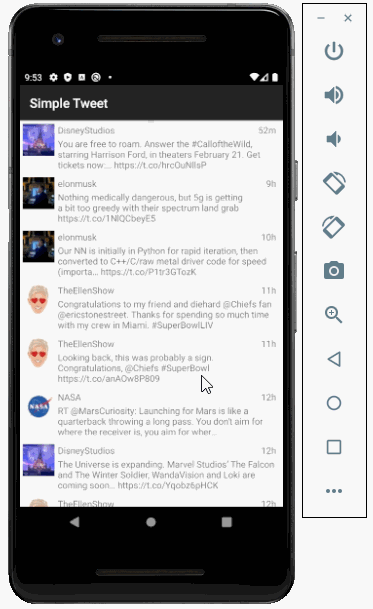 9:53
Simple Tweet
DisneyStudios 52m
You are free to roam. Answer the #CalloftheWild,
starring Harrison Ford, in theaters February 21. Get
tickets now:... https://t.co/hrcOuNllsP
elonmusk 9h
Nothing medically dangerous, but 5g is getting
a bit too greedy with their spectrum land grab
https://t.co/1NlQCbeyE5
elonmusk 10h
Our NN is initially in Python for rapid iteration, then
converted to C++/C/raw metal driver code for speed
(importa... https://t.co/P1tr3GTozK
TheEllenShow 11h
Congratulations to my friend and diehard @Chiefs fan
@ericstonestreet. Thanks for spending so much time
with my crew in Miami. #SuperBowlLIV
TheEllenShow 11h
Looking back, this was probably a sign.
Congratulations, @Chiefs #SuperBowl
https://t.co/anAOw8P809
NASA 12h
RT @MarsCuriosity: Launching for Mars is like a
quarterback throwing a long pass. You don't aim for
where the receiver is, you aim for wher...
DisneyStudios 12h
The Universe is expanding. Marvel Studios' The Falcon
and The Winter Soldier, WandaVision and Loki are
coming soon... https://t.co/Yqobz6pHCK
TheEllenShow 12h